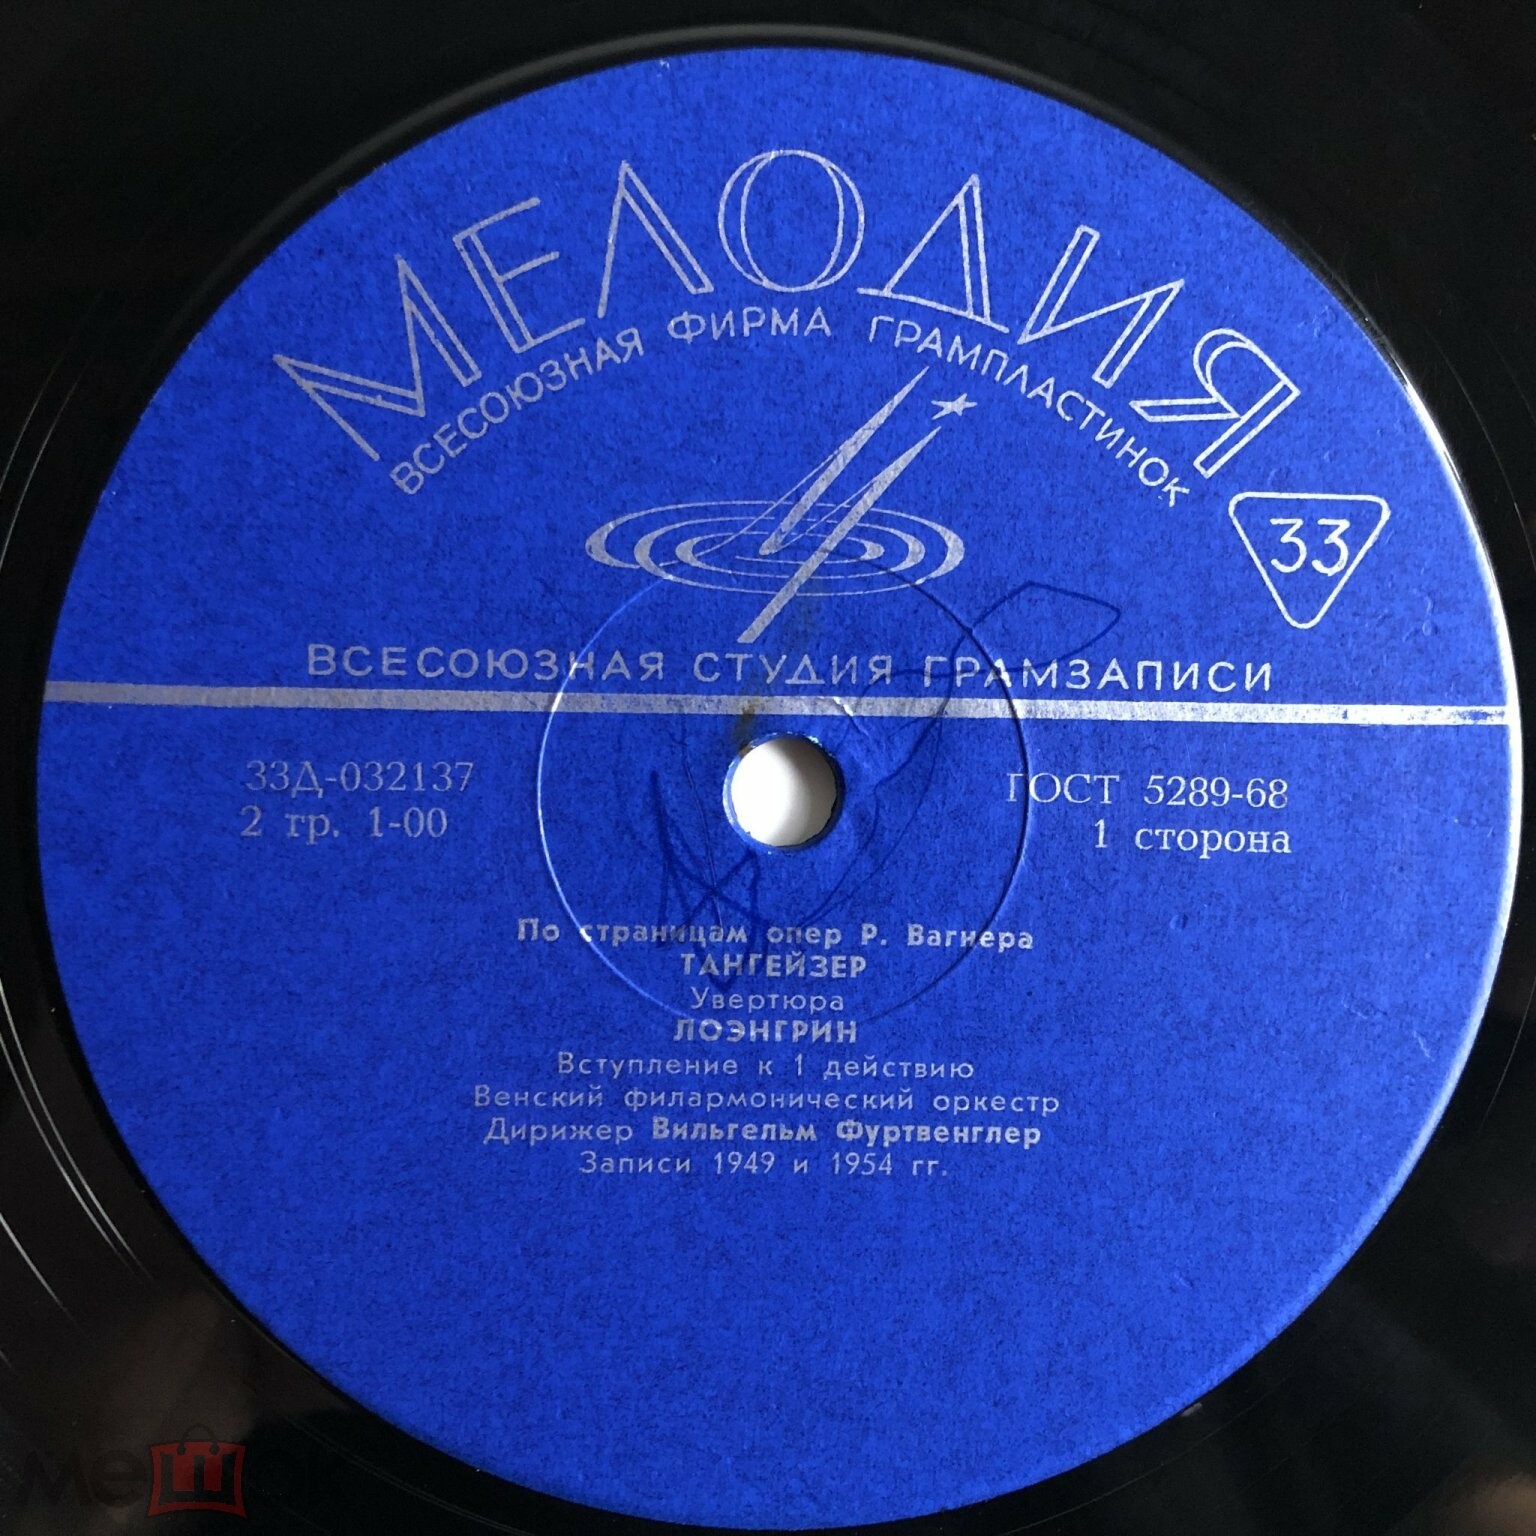 МЕЛОДИЯ
ВСЕСОЮЗНАЯ ФИРМА ГРАМПЛАСТИНОК
33
ВСЕСОЮЗНАЯ СТУДИЯ ГРАМЗАПИСИ
33Д-032137
2 гр. 1-00
ГОСТ 5289-68
1 сторона
По страницам опер Р. Вагнера
ТАНГЕЙЗЕР
Увертюра
ЛОЭНГРИН
Вступление к 1 действию
Венский филармонический оркестр
Дирижер Вильгельм Фуртвенглер
Записи 1949 и 1954 гг.
мешок